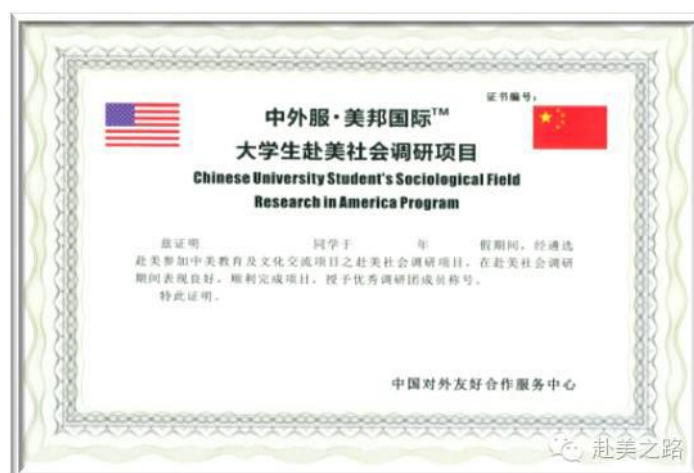 证书编号:
中外服·美邦国际™
大学生赴美社会调研项目
Chinese University Student's Sociological Field
Research in America Program
兹证明 同学于 年 假期间，经遴选
赴美参加中美教育及文化交流项目之赴美社会调研项目，在赴美社会调研
期间表现良好，顺利完成项目，授予优秀调研团成员称号。
特此证明。
中国对外友好合作服务中心
赴美之路